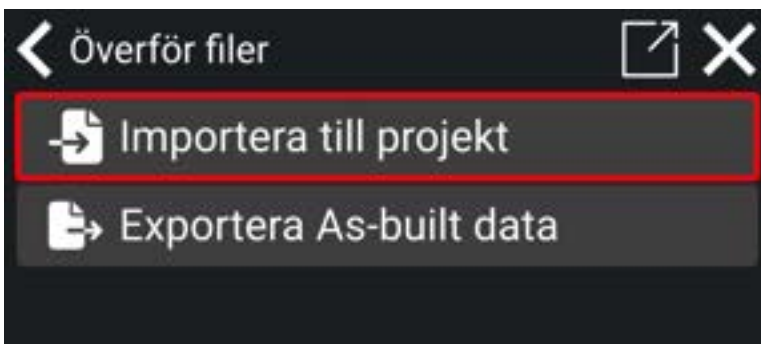 Överför filer
Importera till projekt
Exportera As-built data